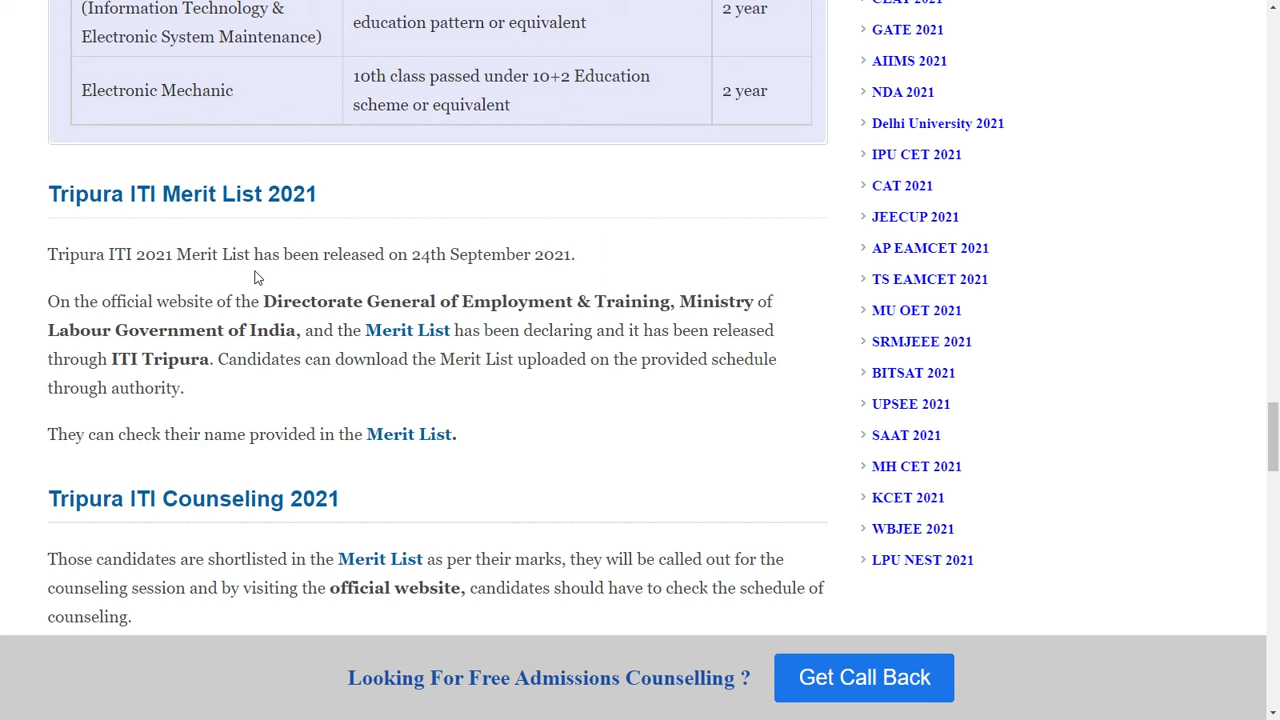 (Information Technology &
Electronic System Maintenance)
education pattern or equivalent
2 year
Electronic Mechanic
10th class passed under 10+2 Education
scheme or equivalent
2 year
Tripura ITI Merit List 2021
Tripura ITI 2021 Merit List has been released on 24th September 2021.
On the official website of the Directorate General of Employment & Training, Ministry of
Labour Government of India, and the Merit List has been declaring and it has been released
through ITI Tripura. Candidates can download the Merit List uploaded on the provided schedule
through authority.
They can check their name provided in the Merit List.
Tripura ITI Counseling 2021
Those candidates are shortlisted in the Merit List as per their marks, they will be called out for the
counseling session and by visiting the official website, candidates should have to check the schedule of
counseling.
CLAT 2021
GATE 2021
AIIMS 2021
NDA 2021
Delhi University 2021
IPU CET 2021
CAT 2021
JEECUP 2021
AP EAMCET 2021
TS EAMCET 2021
MU OET 2021
SRMJEEE 2021
BITSAT 2021
UPSEE 2021
SAAT 2021
MH CET 2021
KCET 2021
WBJEE 2021
LPU NEST 2021
Looking For Free Admissions Counselling ?
Get Call Back